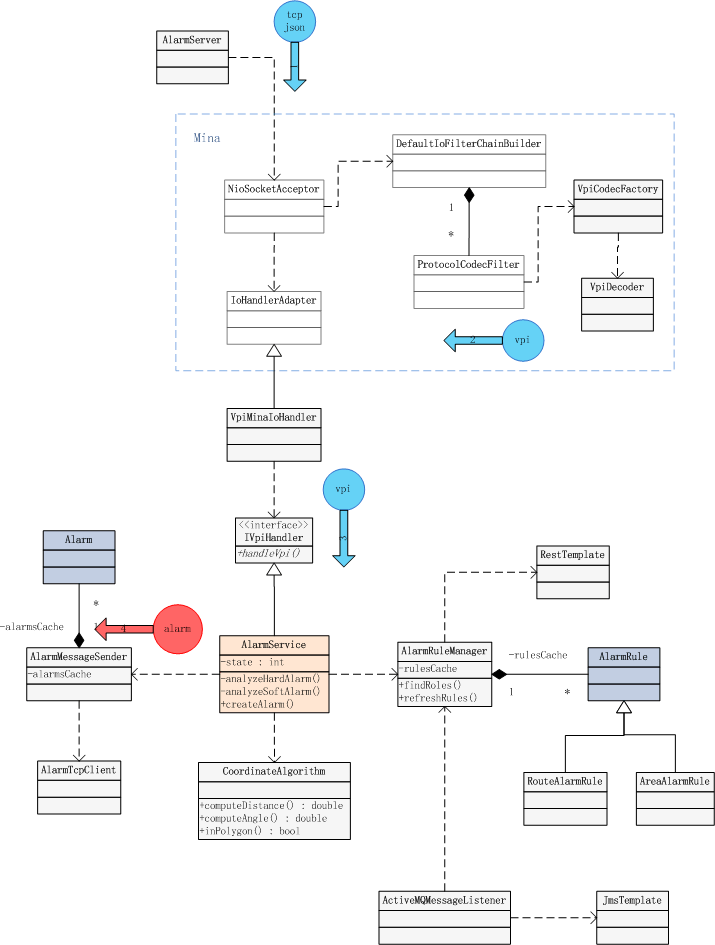 tcp
json
1
AlarmServer
Mina
DefaultIoFilterChainBuilder
NioSocketAcceptor
VpiCodecFactory
1
*
ProtocolCodecFilter
VpiDecoder
IoHandlerAdapter
2
vpi
VpiMinaIoHandler
vpi
3
<<interface>>
IVpiHandler
+handleVpi()
Alarm
RestTemplate
*
-alarmsCache
1
4
alarm
AlarmMessageSender
-alarmsCache
AlarmService
-state : int
-analyzeHardAlarm()
-analyzeSoftAlarm()
+createAlarm()
AlarmRuleManager
-rulesCache
+findRoles()
+refreshRules()
-rulesCache
1
*
AlarmRule
AlarmTcpClient
CoordinateAlgorithm
+computeDistance() : double
+computeAngle() : double
+inPolygon() : bool
RouteAlarmRule
AreaAlarmRule
ActiveMQMessageListener
JmsTemplate